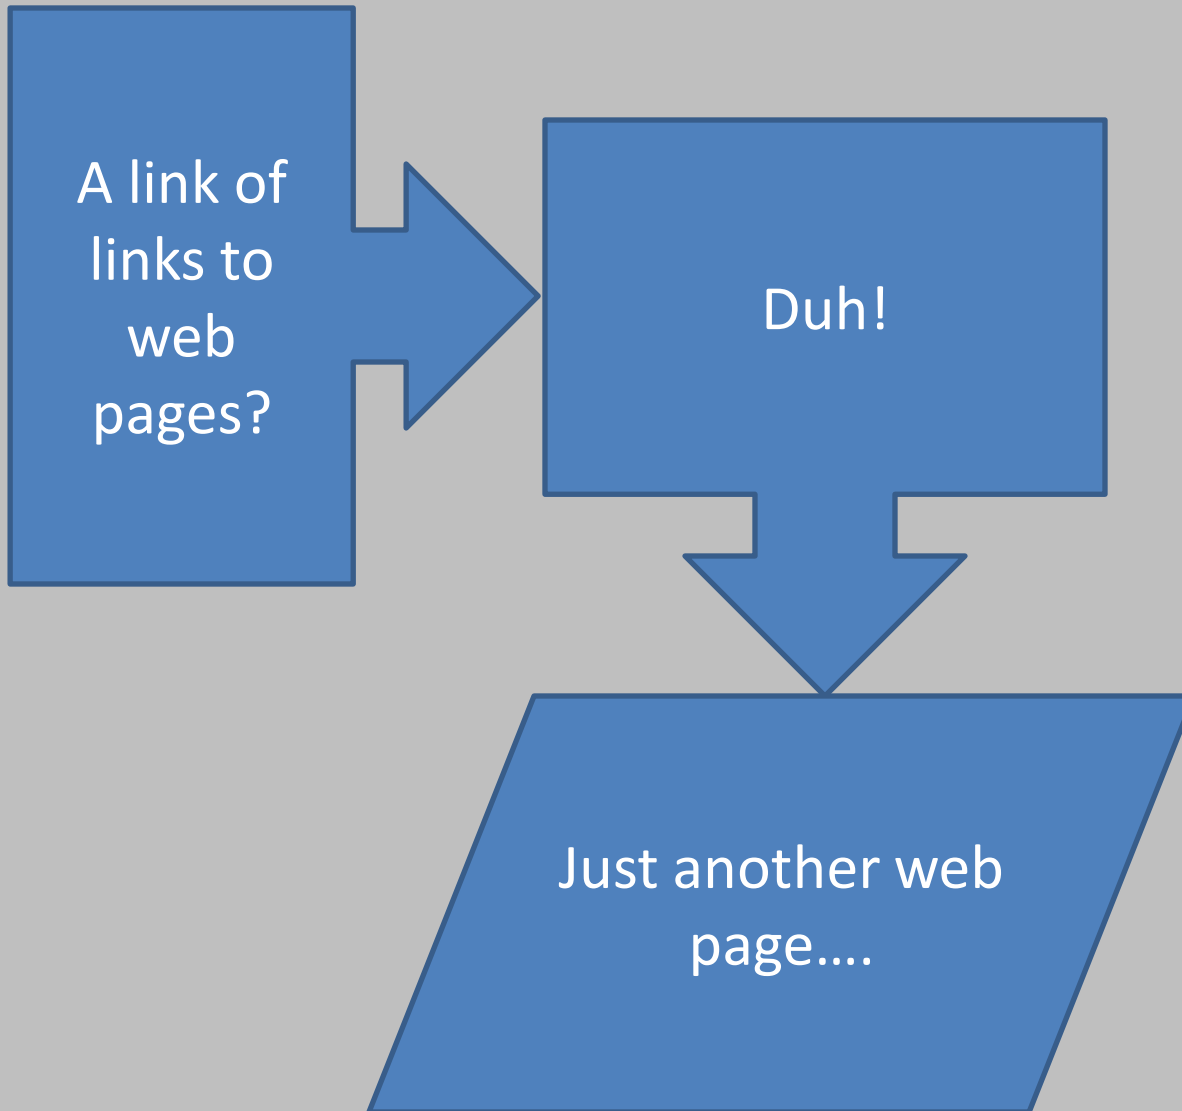 A link of
links to
web
pages?
Duh!
Just another web
page....